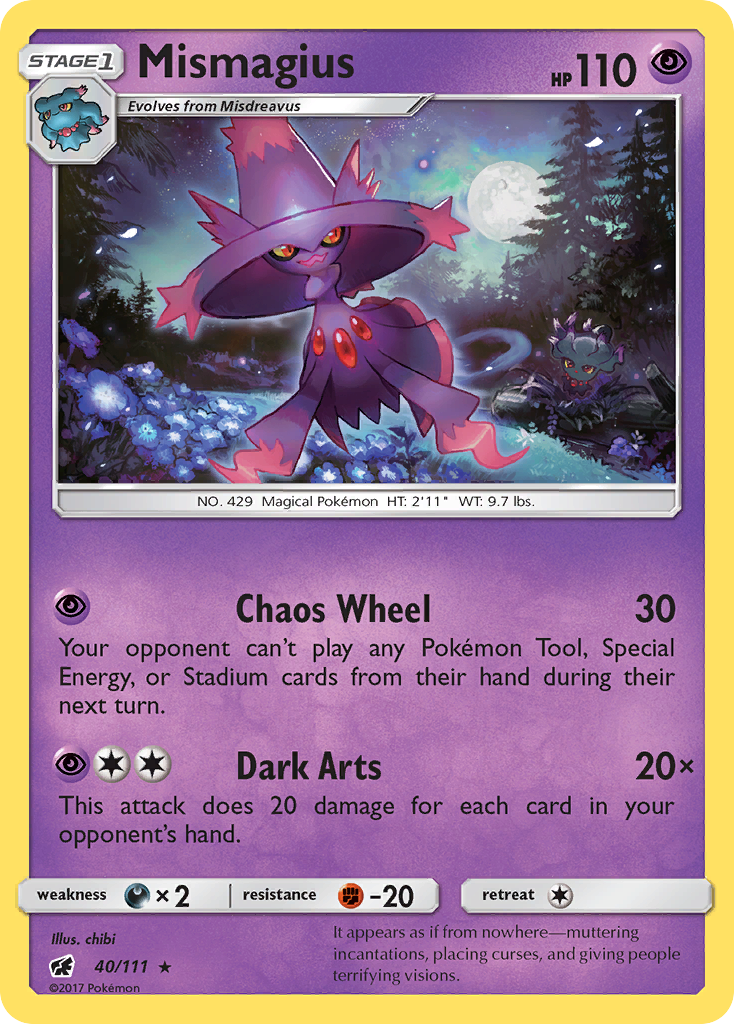 STAGE1
Mismagius
HP 110
Evolves from Misdreavus
NO. 429 Magical Pokémon HT: 2'11" WT: 9.7 lbs.
Chaos Wheel 30
Your opponent can't play any Pokémon Tool, Special
Energy, or Stadium cards from their hand during their
next turn.
Dark Arts 20×
This attack does 20 damage for each card in your
opponent's hand.
weakness ×2 resistance -20 retreat
Illus. chibi
It appears as if from nowhere—muttering
incantations, placing curses, and giving people
terrifying visions.
40/111 ★
©2017 Pokémon